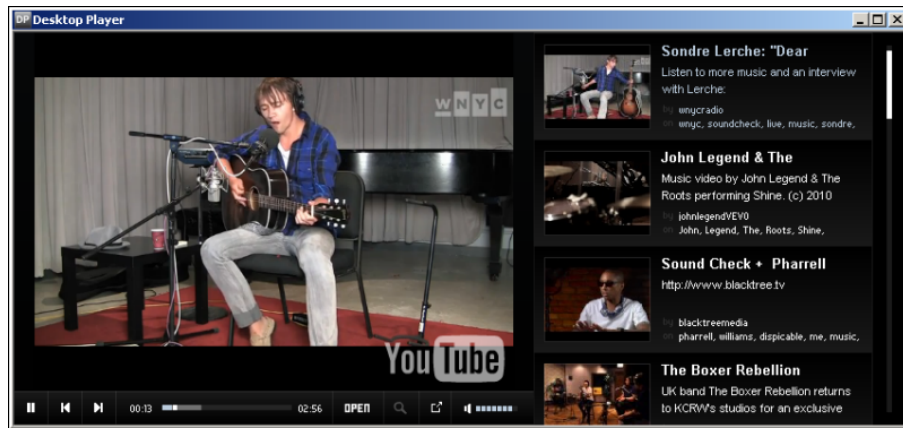 DP Desktop Player
WNYC
YouTube
00:13
02:56
OPEN
Sondre Lerche: "Dear
Listen to more music and an interview
with Lerche:
by wnycradio
on wnyc, soundcheck, live, music, sondre,
John Legend & The
Music video by John Legend & The
Roots performing Shine. (c) 2010
by johnlegendVEVO
on John, Legend, The, Roots, Shine,
Sound Check + Pharrell
http://www.blacktree.tv
by blacktreemedia
on pharrell, williams, dispicable, me, music,
The Boxer Rebellion
UK band The Boxer Rebellion returns
to KCRW's studios for an exclusive